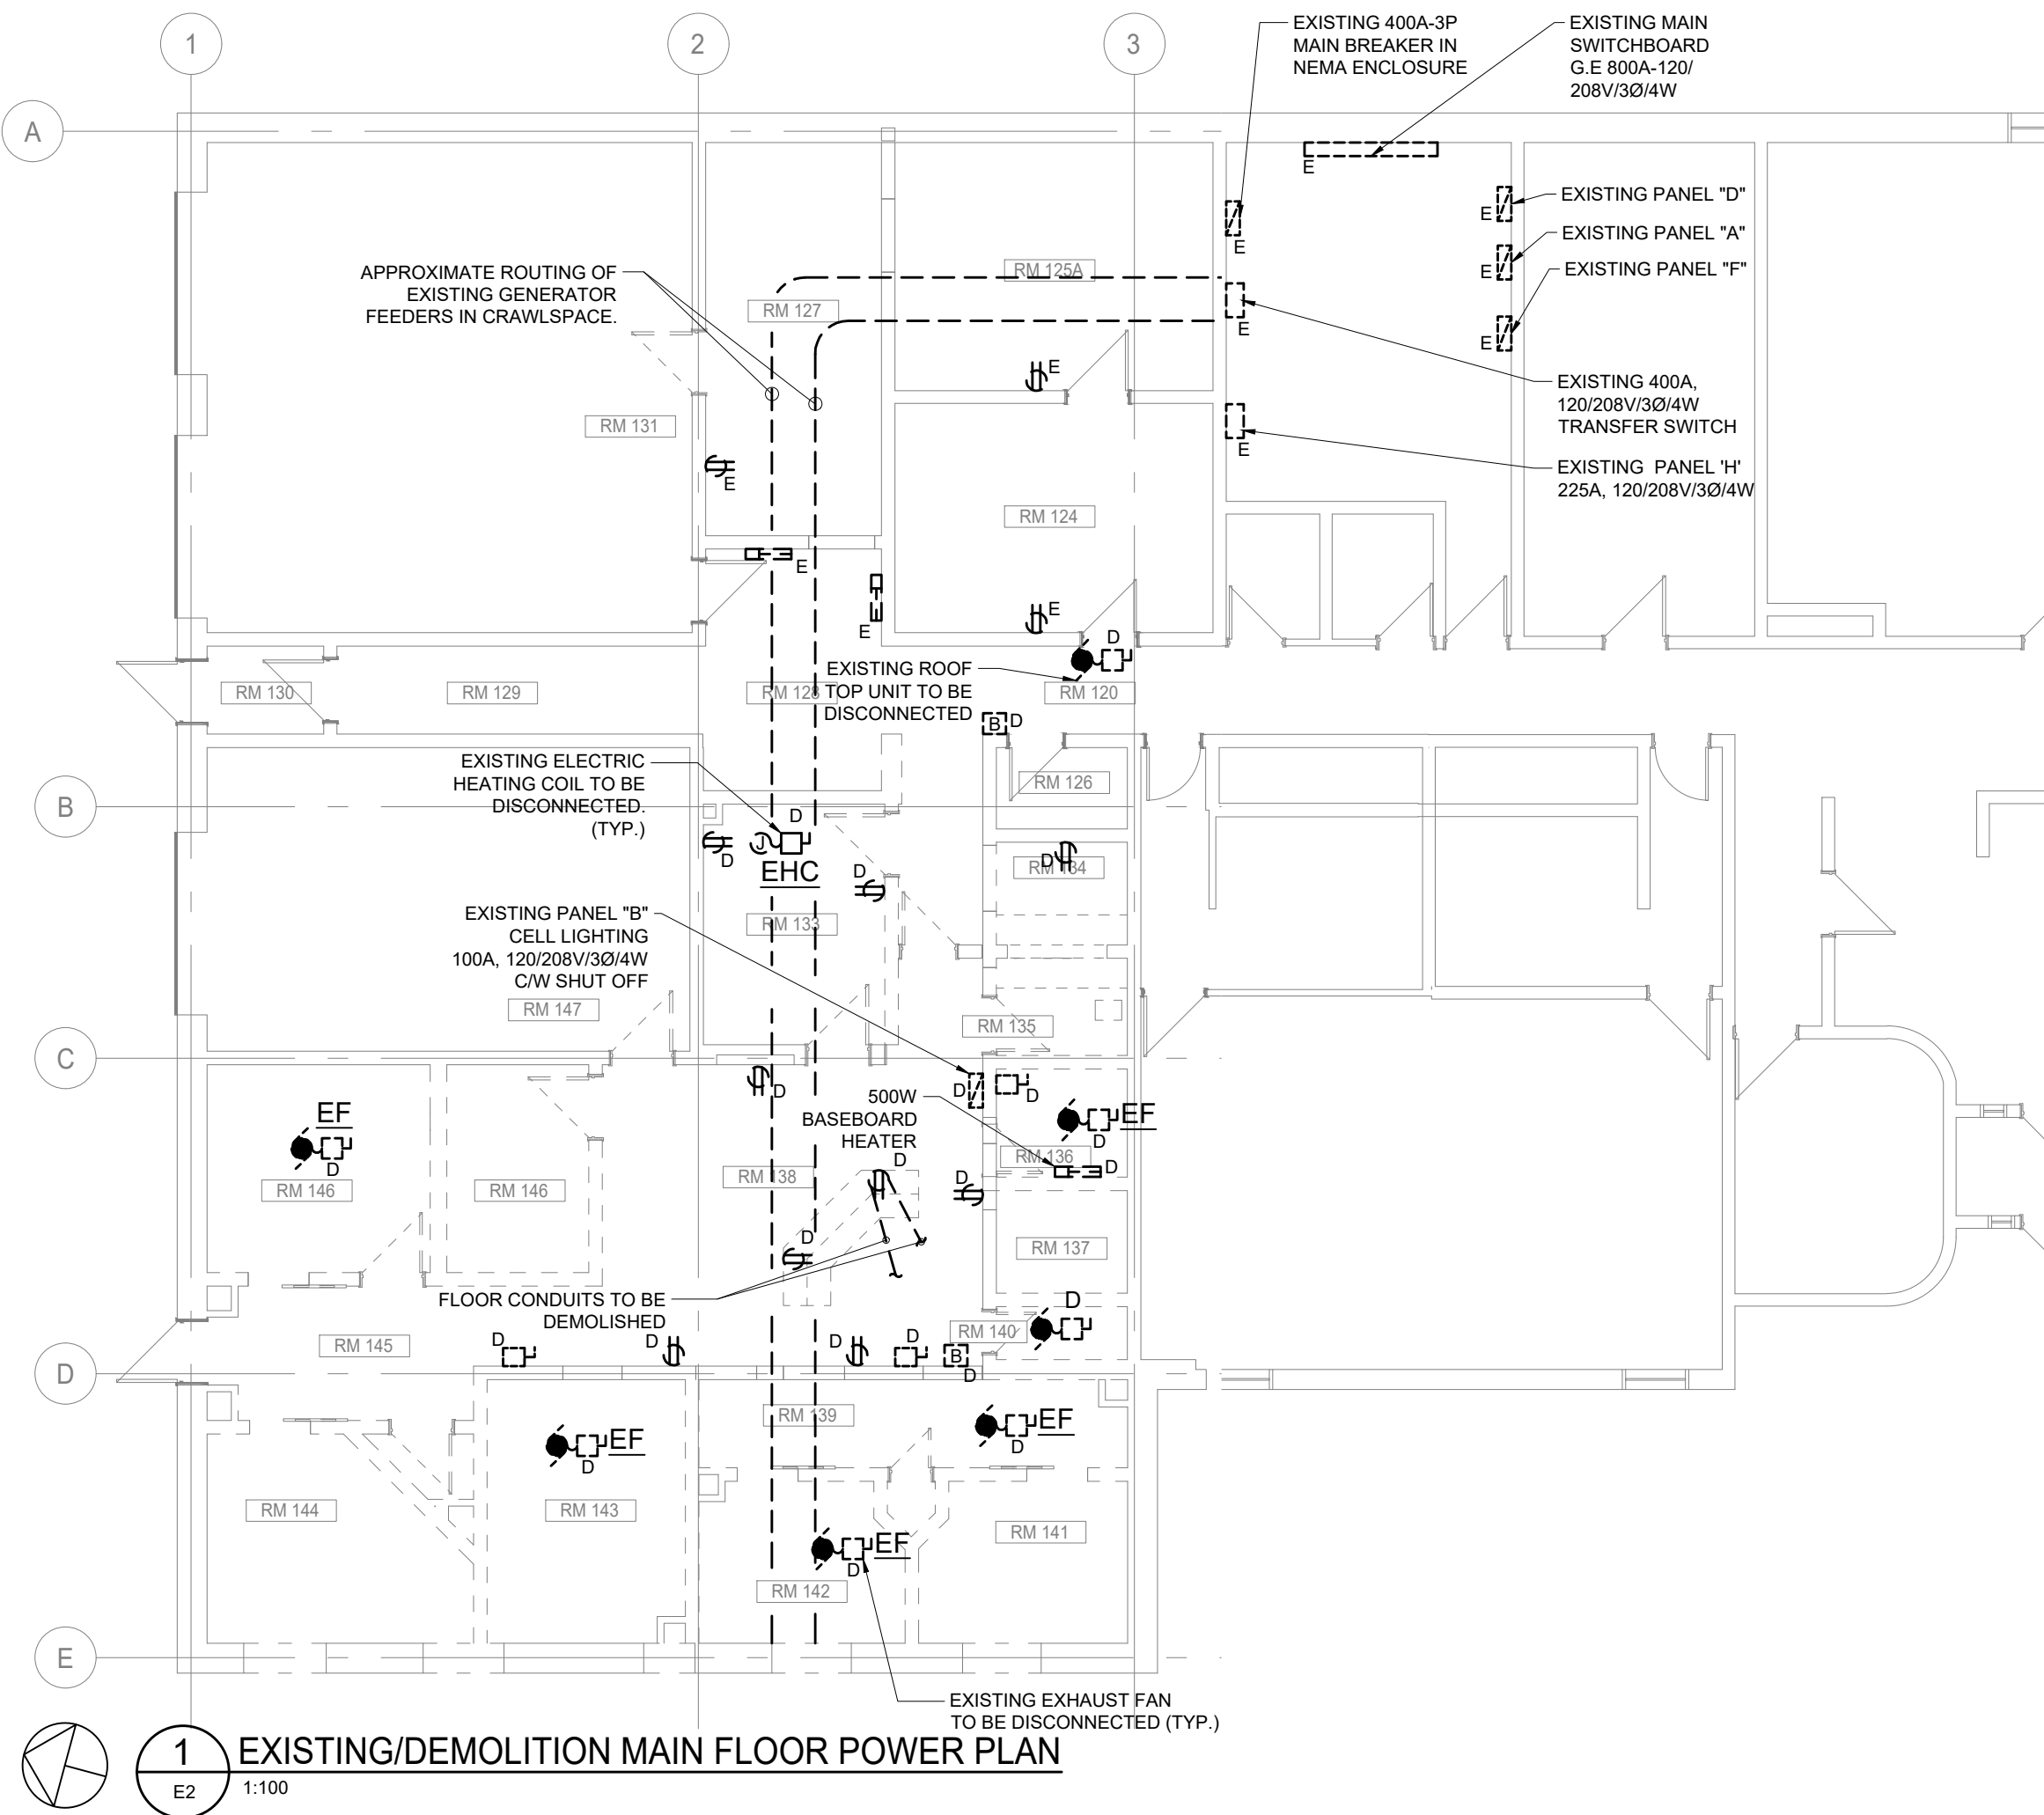 1
2
3
EXISTING 400A-3P
MAIN BREAKER IN
NEMA ENCLOSURE
EXISTING MAIN
SWITCHBOARD
G.E 800A-120/
208V/3Ø/4W
A
E
E
E
EXISTING PANEL "D"
E
EXISTING PANEL "A"
E
EXISTING PANEL "F"
APPROXIMATE ROUTING OF
EXISTING GENERATOR
FEEDERS IN CRAWLSPACE.
RM 125A
RM 127
E
E
EXISTING 400A,
120/208V/3Ø/4W
TRANSFER SWITCH
RM 131
E
EXISTING PANEL 'H'
225A, 120/208V/3Ø/4W
E
RM 124
E
E
E
D
EXISTING ROOF
TOP UNIT TO BE
DISCONNECTED
RM 130
RM 129
RM 128
RM 120
B
D
EXISTING ELECTRIC
HEATING COIL TO BE
DISCONNECTED.
(TYP.)
RM 126
B
D
D
J
EHC
D
D
RM 134
EXISTING PANEL "B"
CELL LIGHTING
100A, 120/208V/3Ø/4W
C/W SHUT OFF
RM 133
RM 147
RM 135
C
D
D
D
500W
BASEBOARD
HEATER
EF
D
EF
D
RM 136
D
D
RM 146
RM 146
RM 138
D
D
RM 137
FLOOR CONDUITS TO BE
DEMOLISHED
D
RM 140
RM 145
D
D
D
D
B
D
D
RM 139
EF
D
EF
D
RM 144
RM 143
RM 141
EF
D
RM 142
E
EXISTING EXHAUST FAN
TO BE DISCONNECTED (TYP.)
1
E2
EXISTING/DEMOLITION MAIN FLOOR POWER PLAN
1:100